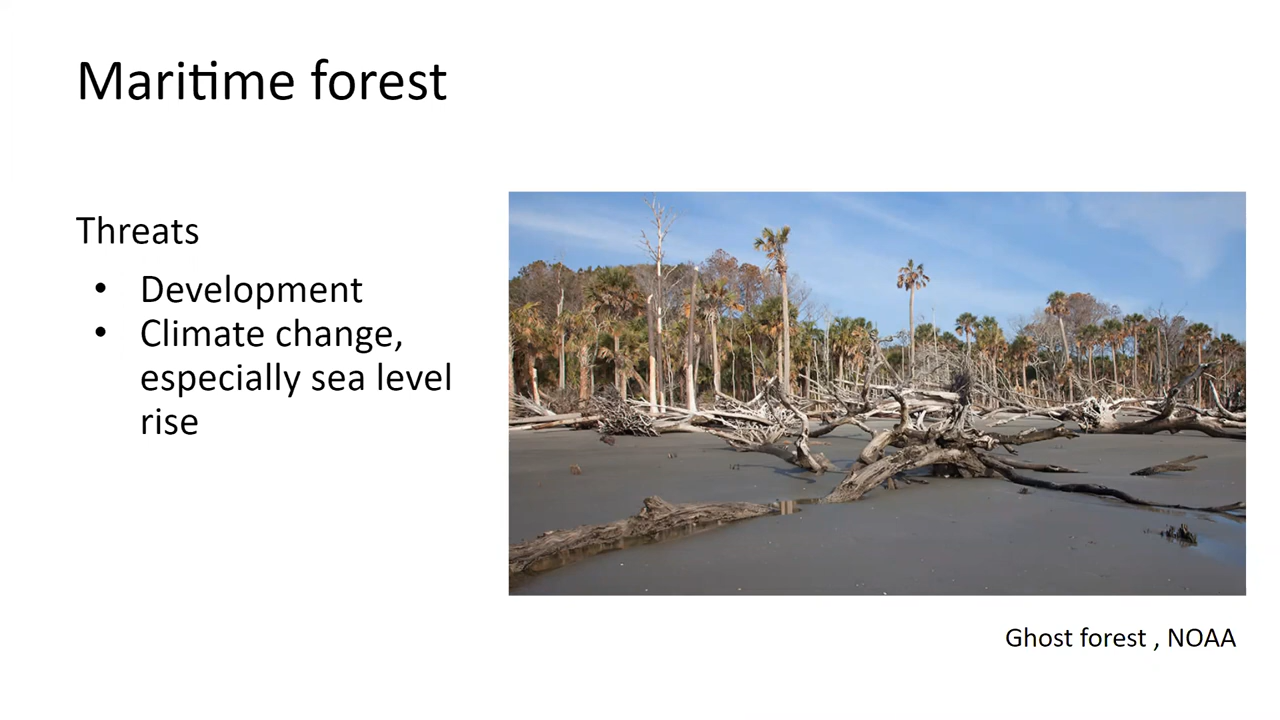 Maritime forest
Threats
• Development
• Climate change,
especially sea level
rise
Ghost forest , NOAA